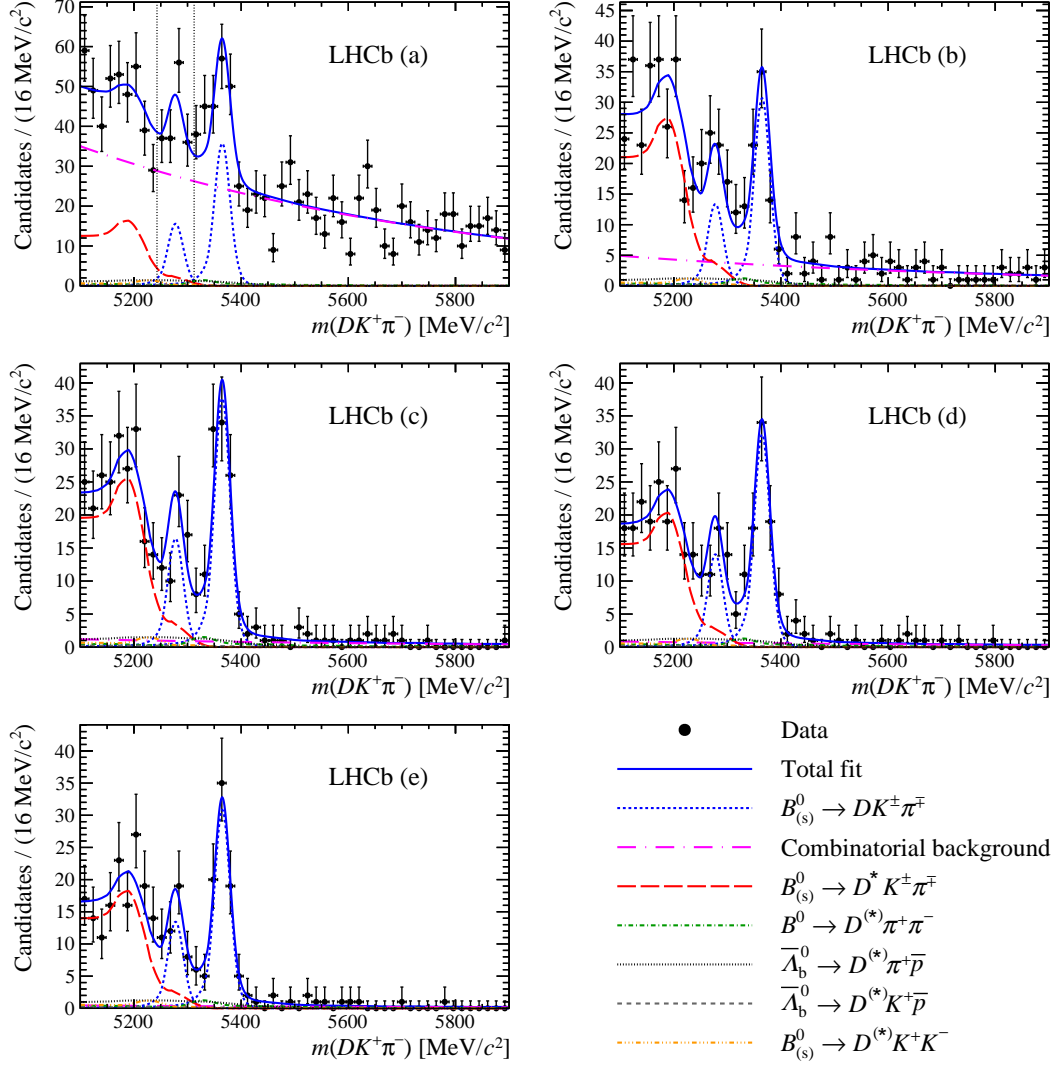 Candidates / (16 MeV/c²)
70
60
50
40
30
20
10
0
LHCb (a)
5200 5400 5600 5800
m(DK⁺π⁻) [MeV/c²]
Candidates / (16 MeV/c²)
45
40
35
30
25
20
15
10
5
0
LHCb (b)
5200 5400 5600 5800
m(DK⁺π⁻) [MeV/c²]
Candidates / (16 MeV/c²)
40
35
30
25
20
15
10
5
0
LHCb (c)
5200 5400 5600 5800
m(DK⁺π⁻) [MeV/c²]
Candidates / (16 MeV/c²)
40
35
30
25
20
15
10
5
0
LHCb (d)
5200 5400 5600 5800
m(DK⁺π⁻) [MeV/c²]
Candidates / (16 MeV/c²)
40
35
30
25
20
15
10
5
0
LHCb (e)
5200 5400 5600 5800
m(DK⁺π⁻) [MeV/c²]
Data
Total fit
B⁰₍ₛ₎ → DK±π∓
Combinatorial background
B⁰₍ₛ₎ → D*K±π∓
B⁰ → D⁽*⁾π⁺π⁻
Λ̅⁰_b → D⁽*⁾π⁺p̅
Λ̅⁰_b → D⁽*⁾K⁺p̅
B⁰₍ₛ₎ → D⁽*⁾K⁺K⁻